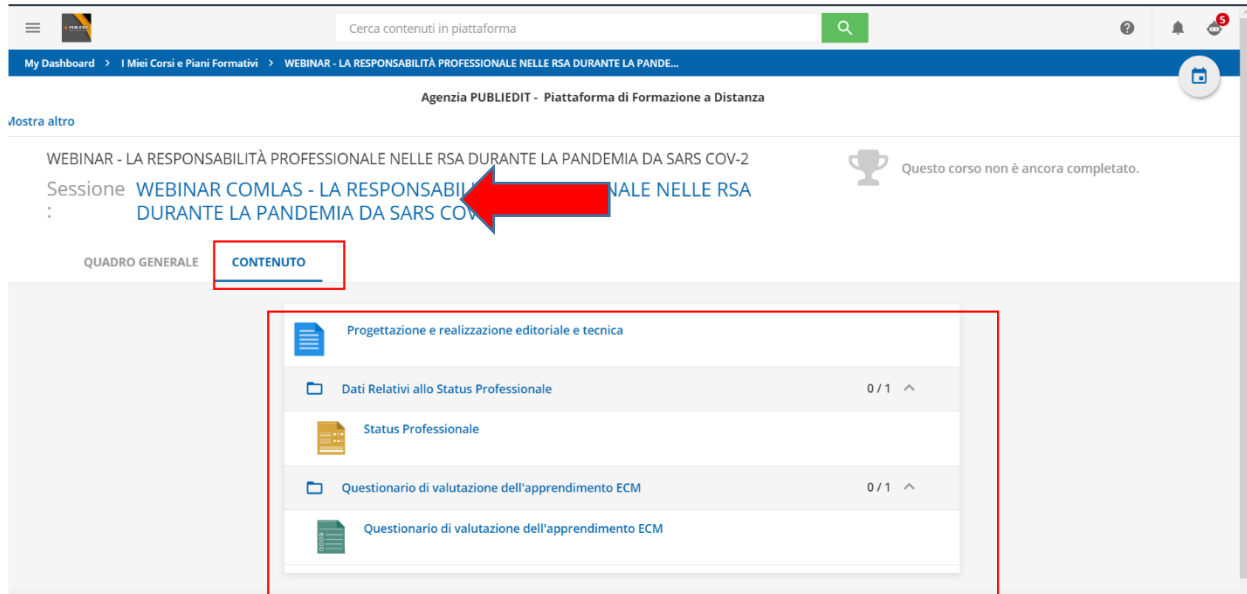 Cerca contenuti in piattaforma
5
My Dashboard > I Miei Corsi e Piani Formativi > WEBINAR - LA RESPONSABILITÀ PROFESSIONALE NELLE RSA DURANTE LA PANDE...
Agenzia PUBLIEDIT - Piattaforma di Formazione a Distanza
Mostra altro
WEBINAR - LA RESPONSABILITÀ PROFESSIONALE NELLE RSA DURANTE LA PANDEMIA DA SARS COV-2
Questo corso non è ancora completato.
Sessione : WEBINAR COMLAS - LA RESPONSABIL NALE NELLE RSA
DURANTE LA PANDEMIA DA SARS COV
QUADRO GENERALE CONTENUTO
Progettazione e realizzazione editoriale e tecnica
Dati Relativi allo Status Professionale 0 / 1
Status Professionale
Questionario di valutazione dell'apprendimento ECM 0 / 1
Questionario di valutazione dell'apprendimento ECM